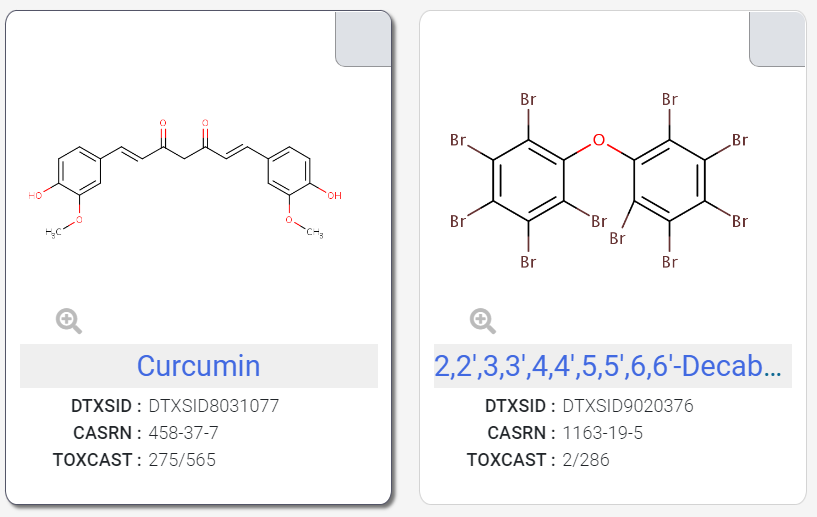 O O
HO OH
O O
H₃C CH₃
Curcumin
DTXSID : DTXSID8031077
CASRN : 458-37-7
TOXCAST : 275/565
Br Br
Br O Br
Br Br Br
Br
Br Br
2,2',3,3',4,4',5,5',6,6'-Decab...
DTXSID : DTXSID9020376
CASRN : 1163-19-5
TOXCAST : 2/286